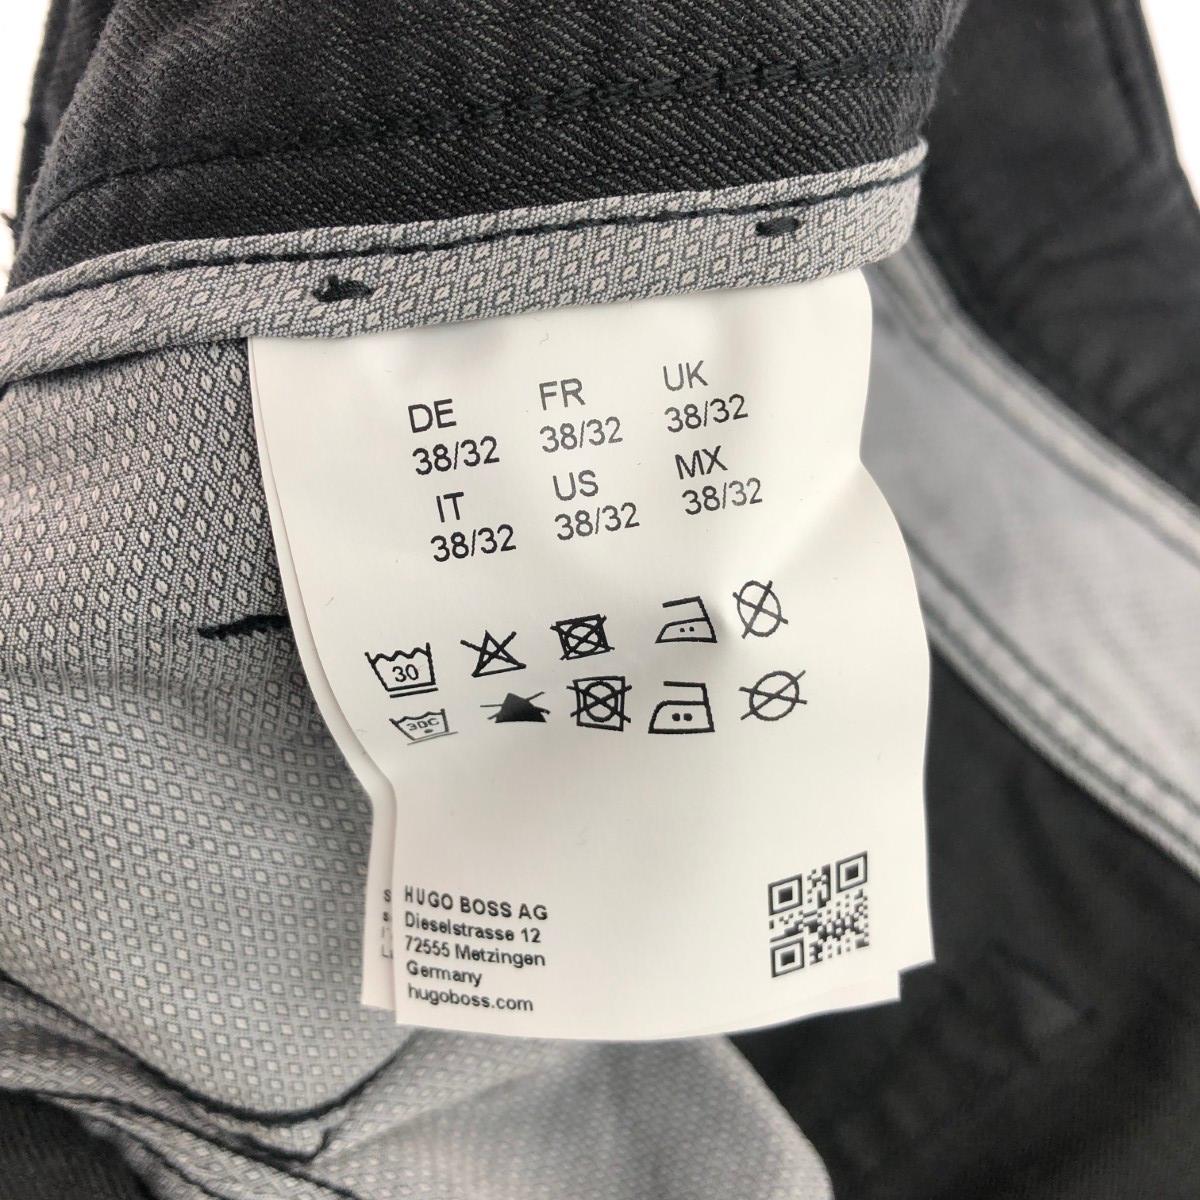 DE FR UK
38/32 38/32 38/32
IT US MX
38/32 38/32 38/32
30
30C
HUGO BOSS AG
Dieselstrasse 12
72555 Metzingen
Germany
hugoboss.com